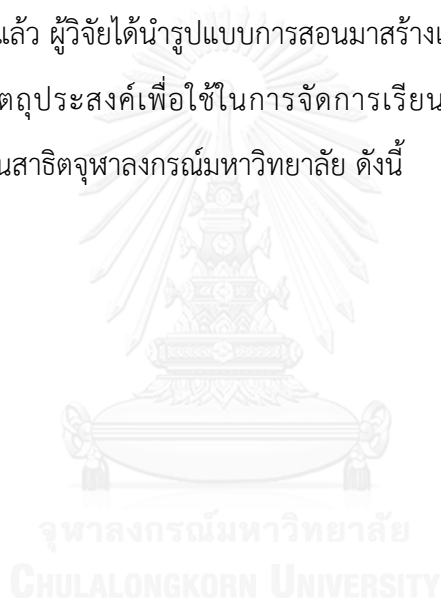 แล้ว ผู้วิจัยได้นำรูปแบบการสอนมาสร้าง
ตถุประสงค์เพื่อใช้ในการจัดการเรียน
นสาธิตจุฬาลงกรณ์มหาวิทยาลัย ดังนี้
จุฬาลงกรณ์มหาวิทยาลัย
CHULALONGKORN UNIVERSITY